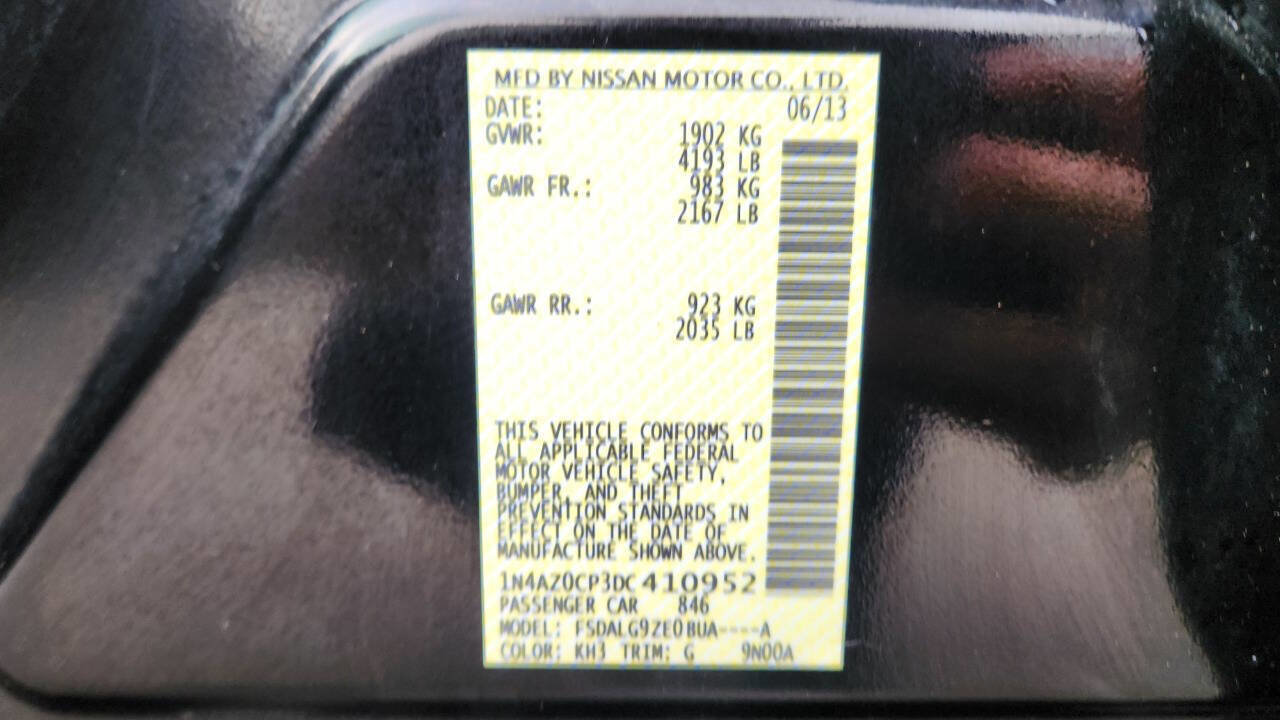 MFD BY NISSAN MOTOR CO., LTD.
DATE: 06/13
GVWR: 1902 KG
4193 LB
GAWR FR.: 983 KG
2167 LB
GAWR RR.: 923 KG
2035 LB
THIS VEHICLE CONFORMS TO
ALL APPLICABLE FEDERAL
MOTOR VEHICLE SAFETY,
BUMPER, AND THEFT
PREVENTION STANDARDS IN
EFFECT ON THE DATE OF
MANUFACTURE SHOWN ABOVE.
1N4AZ0CP3DC410952
PASSENGER CAR 846
MODEL: FSDALG9ZE0BUA----A
COLOR: KH3 TRIM: G 9N00A